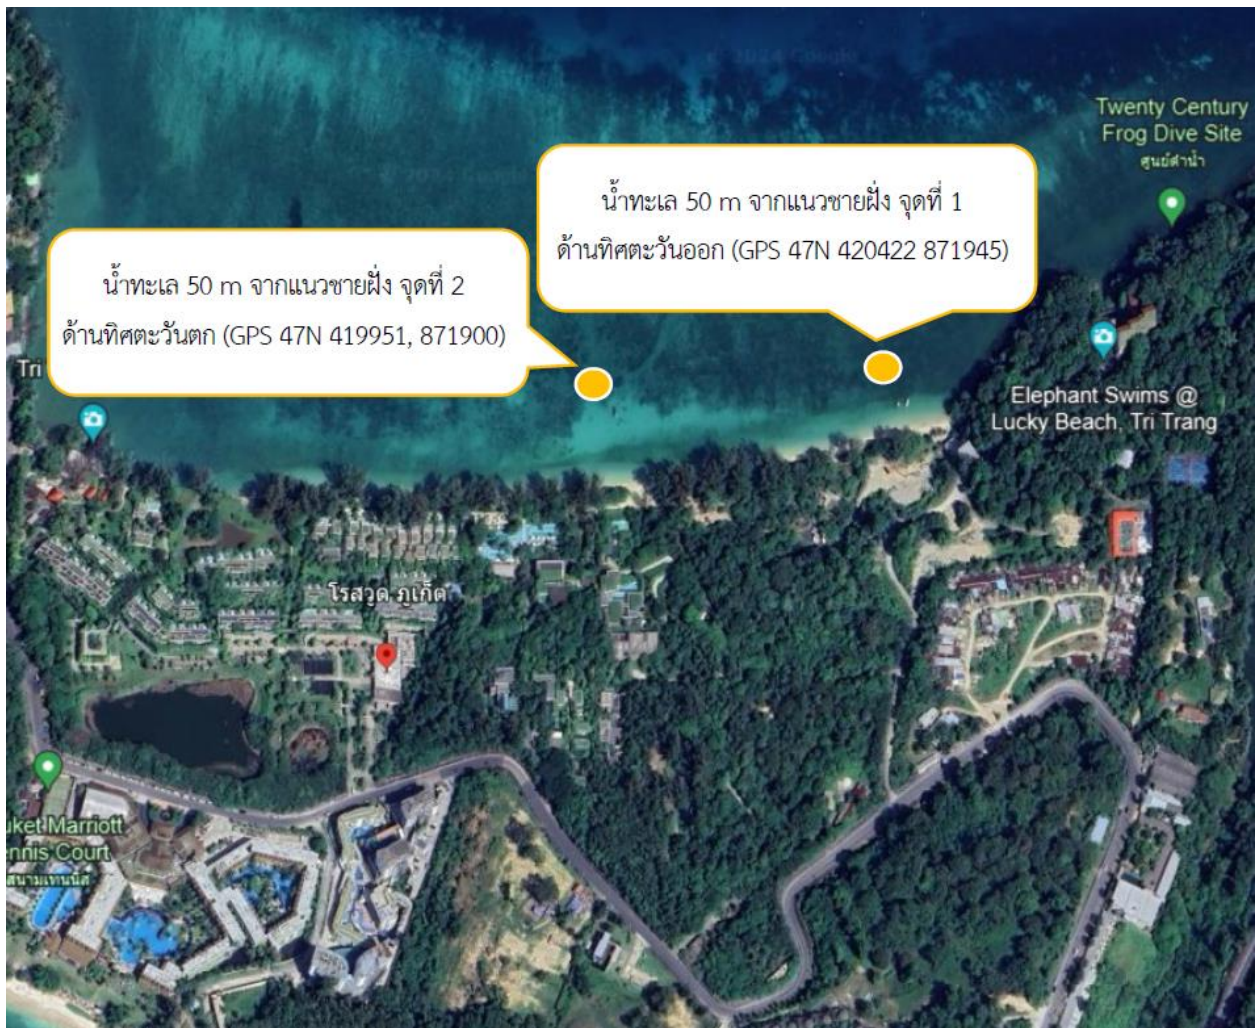 Twenty Century
Frog Dive Site
ศูนย์ดำน้ำ
น้ำทะเล 50 m จากแนวชายฝั่ง จุดที่ 1
ด้านทิศตะวันออก (GPS 47N 420422 871945)
น้ำทะเล 50 m จากแนวชายฝั่ง จุดที่ 2
ด้านทิศตะวันตก (GPS 47N 419951, 871900)
Tri
Elephant Swims @
Lucky Beach, Tri Trang
โรสวูด ภูเก็ต
uket Marriott
ennis Court
สนามเทนนิส